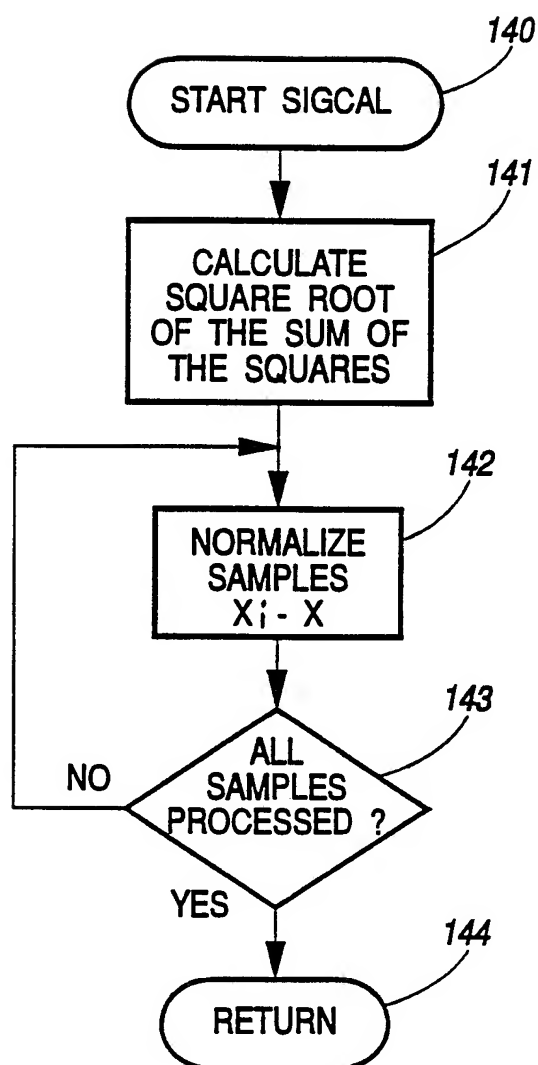 140
START SIGCAL
141
CALCULATE
SQUARE ROOT
OF THE SUM OF
THE SQUARES
142
NORMALIZE
SAMPLES
Xi - X
143
ALL
SAMPLES
PROCESSED ?
NO
YES
144
RETURN